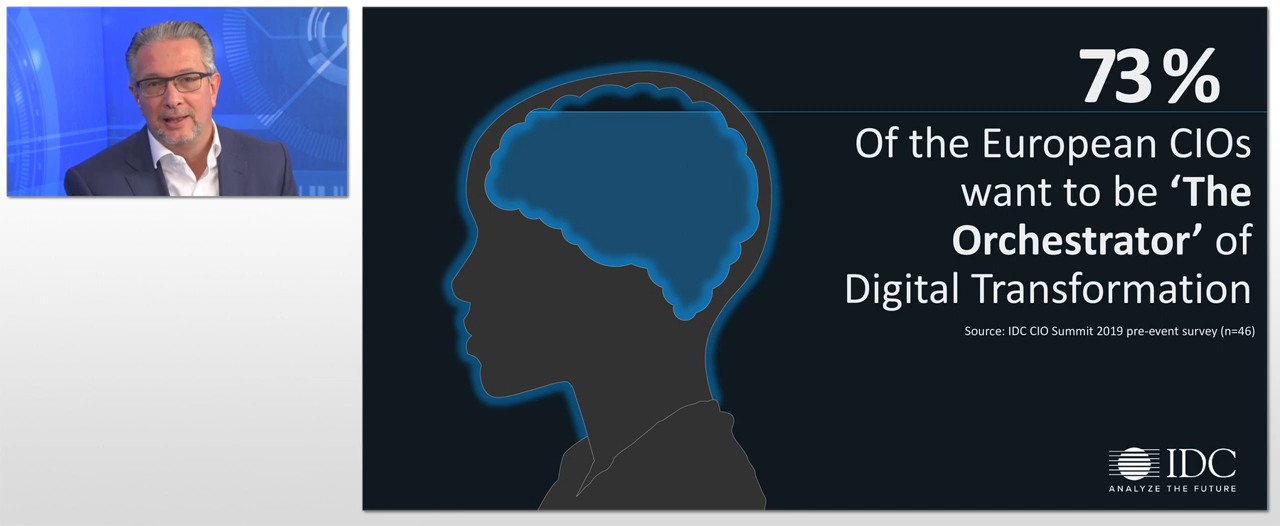 73%
Of the European CIOs
want to be ‘The
Orchestrator’ of
Digital Transformation
Source: IDC CIO Summit 2019 pre-event survey (n=46)
IDC
ANALYZE THE FUTURE